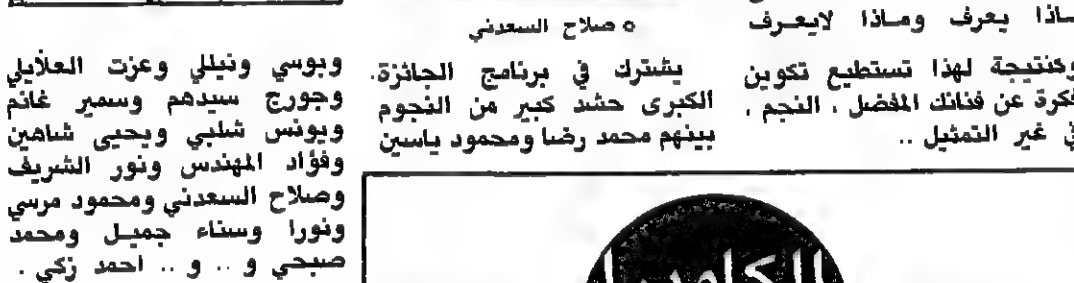 ماذا يعرف وماذا لايعرف
وكنتيجة لهذا تستطيع تكوين
فكرة عن فنانك المفضل ، النجم ،
في غير التمثيل ..
o صلاح السعدني
يشترك في برنامج الجائزة
الكبرى حشد كبير من النجوم
بينهم محمد رضا ومحمود ياسين
وبوسي ونيللي وعزت العلايلي
وجورج سيدهم وسمير غانم
ويونس شلبي ويحيى شاهين
وفؤاد المهندس ونور الشريف
وصلاح السعدني ومحمود مرسي
ونورا وسناء جميل ومحمد
صبحي و .. و .. احمد زكي .